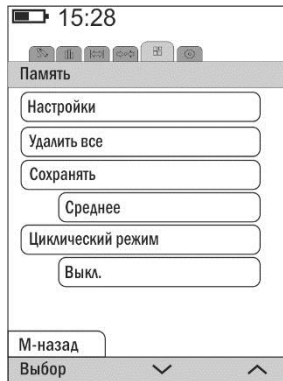 15:28
Память
Настройки
Удалить все
Сохранять
Среднее
Циклический режим
Выкл.
М-назад
Выбор